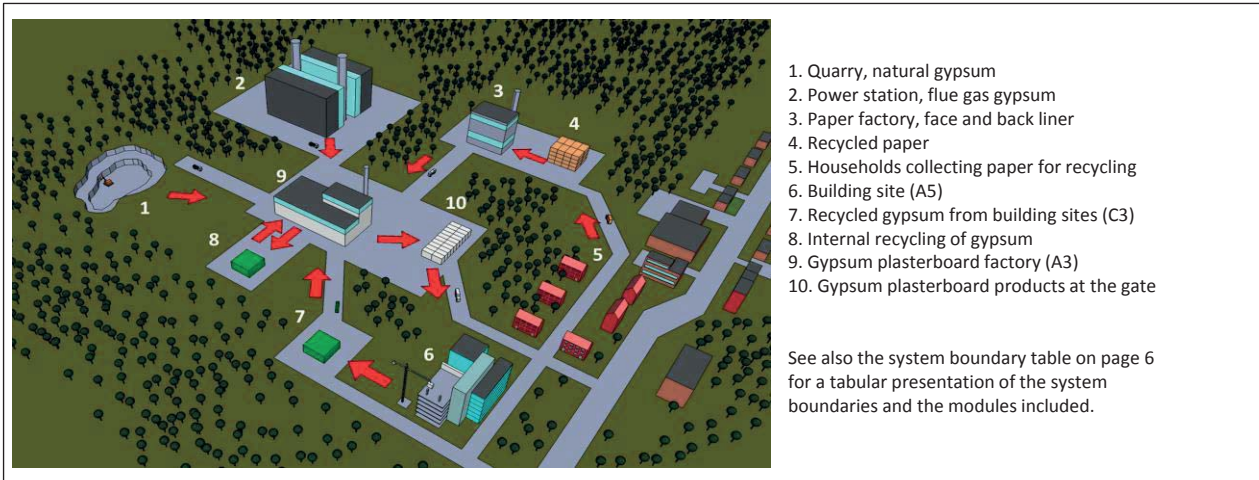 2
3
4
1
9
10
8
5
7
6
1. Quarry, natural gypsum
2. Power station, flue gas gypsum
3. Paper factory, face and back liner
4. Recycled paper
5. Households collecting paper for recycling
6. Building site (A5)
7. Recycled gypsum from building sites (C3)
8. Internal recycling of gypsum
9. Gypsum plasterboard factory (A3)
10. Gypsum plasterboard products at the gate
See also the system boundary table on page 6
for a tabular presentation of the system
boundaries and the modules included.